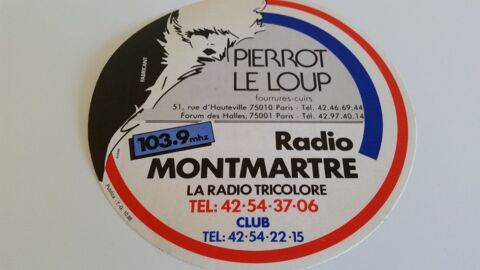 PIERROT
LE LOUP
fourrures-cuirs
51, rue d'Hauteville 75010 Paris - Tél. 42.46.69.44
Forum des Halles, 75001 Paris - Tél. 42.97.40.14
FABRICANT
103.9 mhz
Radio
MONTMARTRE
LA RADIO TRICOLORE
TEL: 42·54·37·06
CLUB
TEL: 42·54·22·15